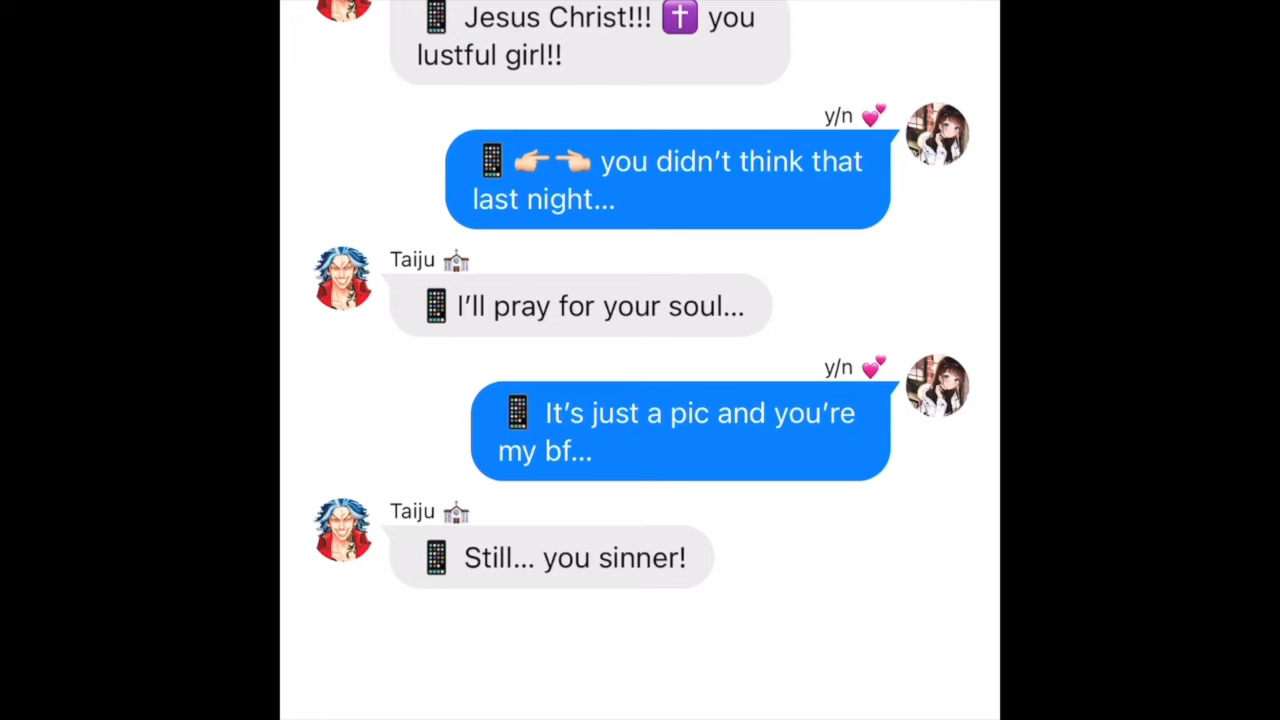 📱 Jesus Christ!!! ✝️ you
lustful girl!!
y/n 💕
📱👉🏻👈🏻 you didn’t think that
last night...
Taiju 💒
📱 I’ll pray for your soul...
y/n 💕
📱 It’s just a pic and you’re
my bf...
Taiju 💒
📱 Still... you sinner!